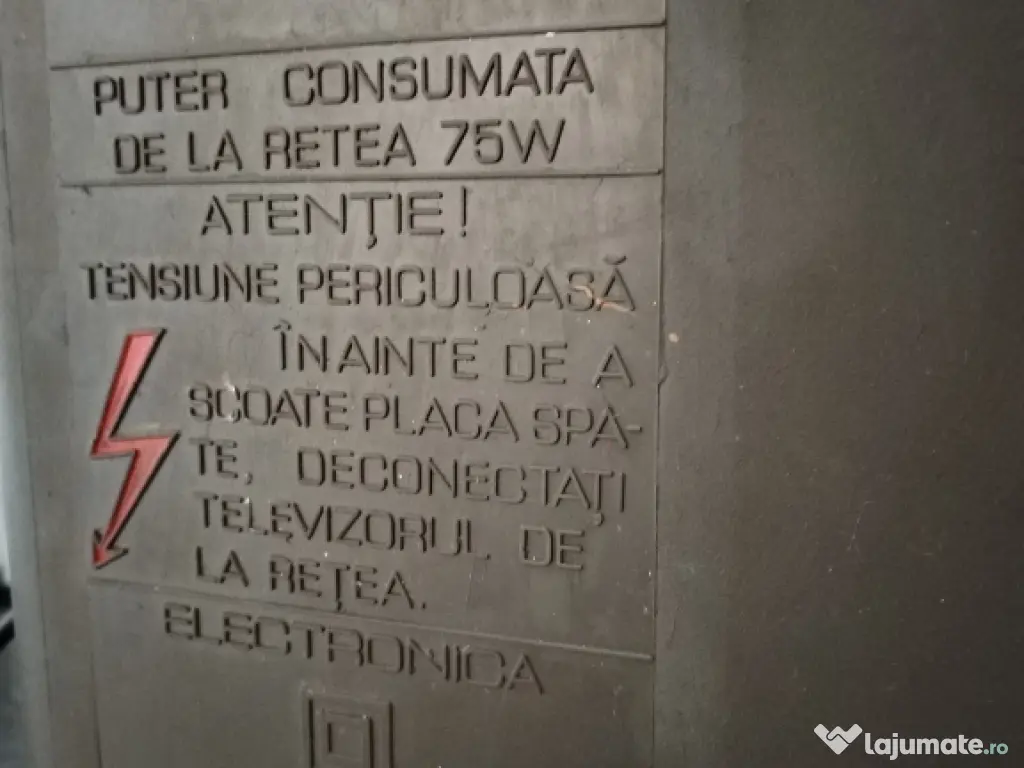 PUTER CONSUMATA
DE LA RETEA 75W
ATENŢIE!
TENSIUNE PERICULOASĂ
ÎNAINTE DE A
SCOATE PLACA SPA-
TE, DECONECTAŢI
TELEVIZORUL DE
LA REŢEA.
ELECTRONICA
lajumate.ro